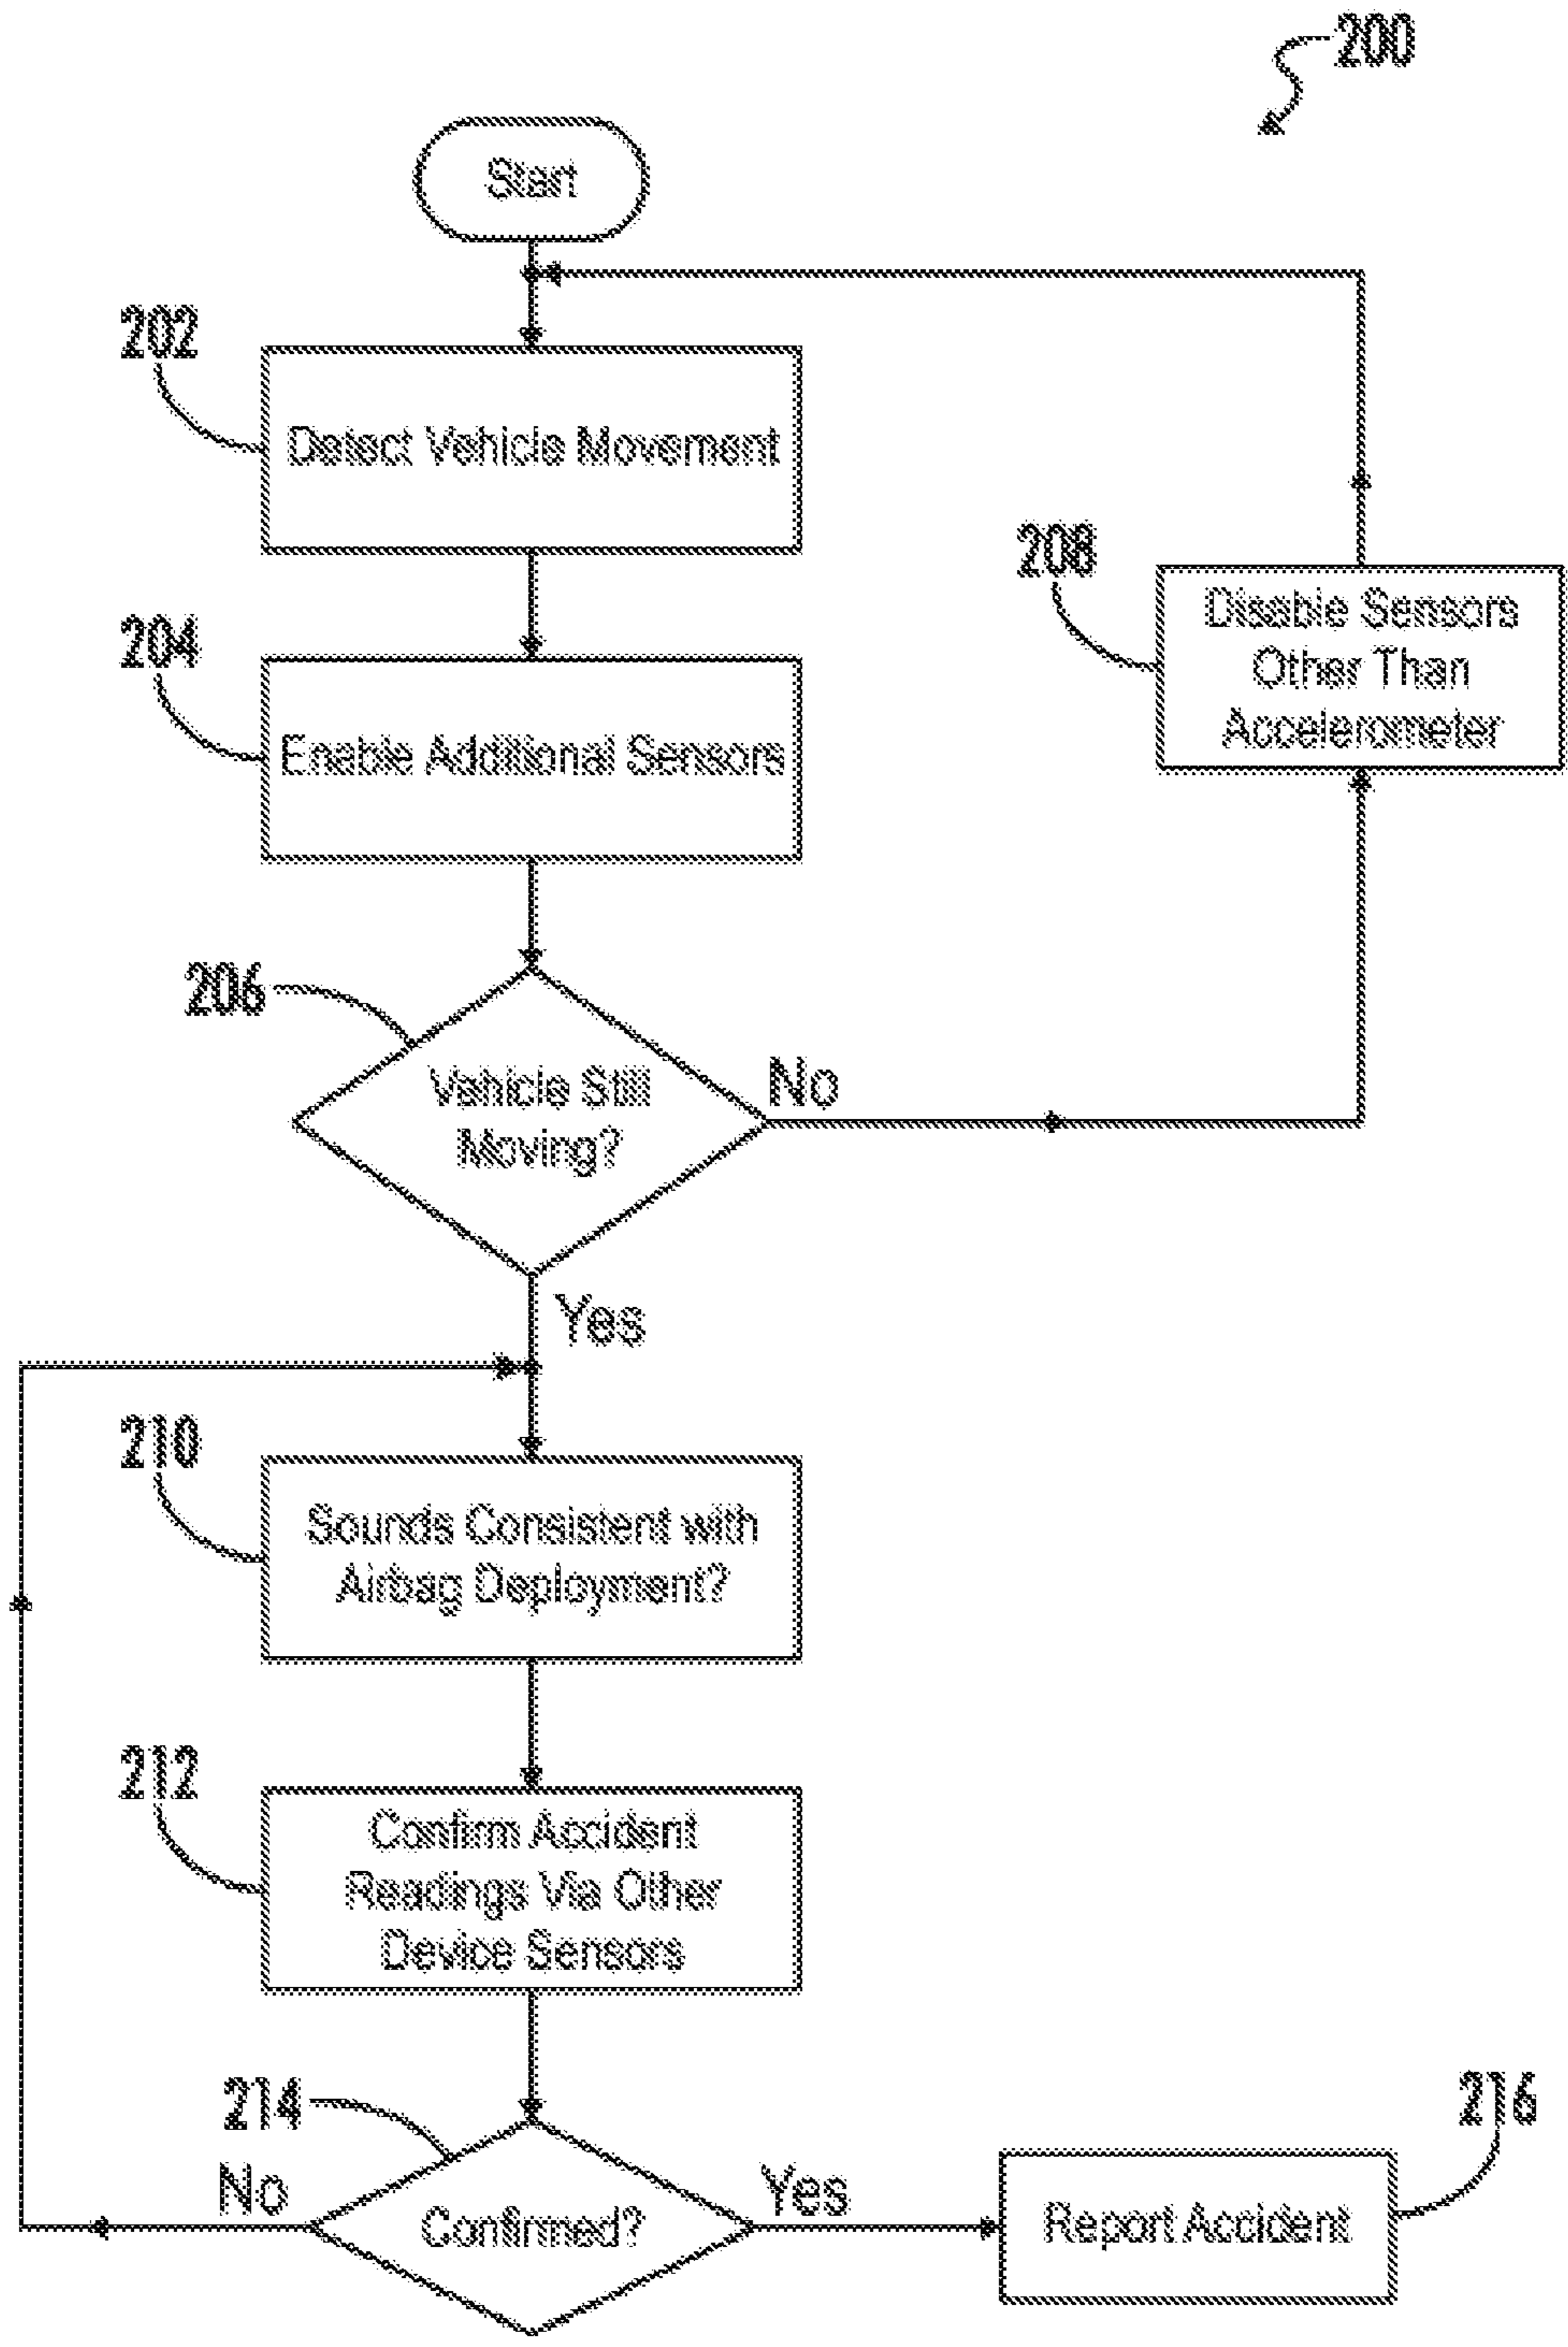 200
Start
202
Detect Vehicle Movement
208
Disable Sensors
Other Than
Accelerometer
204
Enable Additional Sensors
206
Vehicle Still
Moving?
No
Yes
210
Sounds Consistent with
Airbag Deployment?
212
Confirm Accident
Readings Via Other
Device Sensors
214
No
Confirmed?
Yes
216
Report Accident